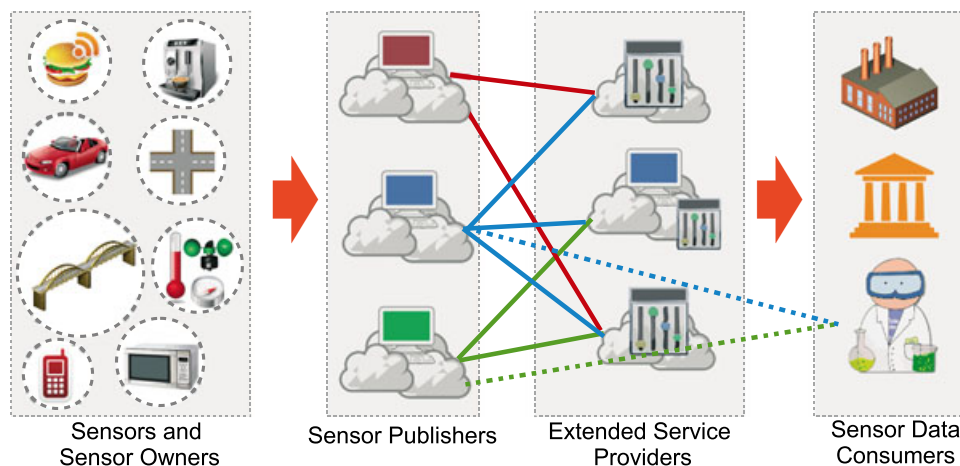 Sensors and
Sensor Owners
Sensor Publishers
Extended Service
Providers
Sensor Data
Consumers